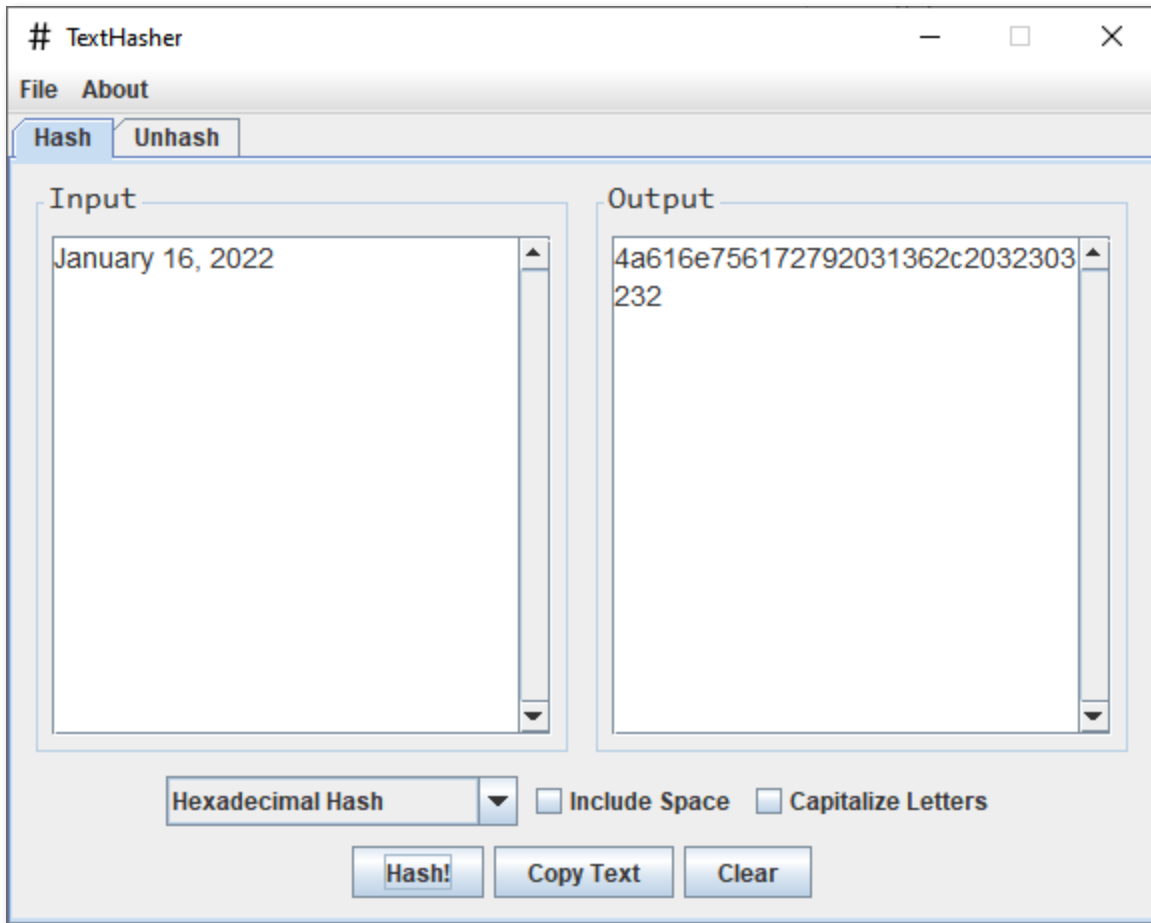 # TextHasher
File About
Hash Unhash
Input
January 16, 2022
Output
4a616e756172792031362c2032303
232
Hexadecimal Hash Include Space Capitalize Letters
Hash! Copy Text Clear